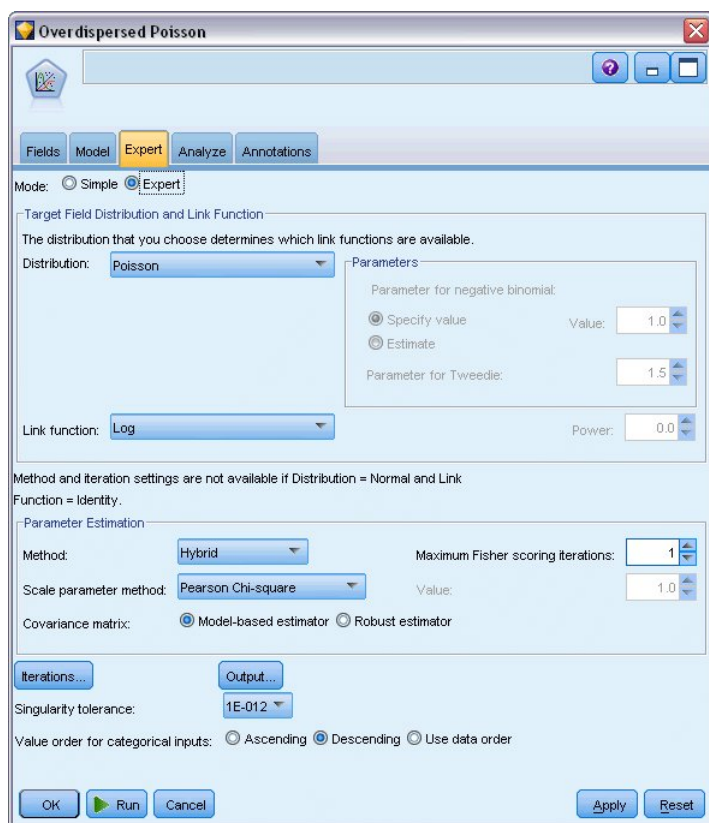 Overdispersed Poisson
Fields Model Expert Analyze Annotations
Mode: Simple Expert
Target Field Distribution and Link Function
The distribution that you choose determines which link functions are available.
Distribution: Poisson
Parameters
Parameter for negative binomial:
Specify value Value: 1.0
Estimate
Parameter for Tweedie: 1.5
Link function: Log Power: 0.0
Method and iteration settings are not available if Distribution = Normal and Link
Function = Identity.
Parameter Estimation
Method: Hybrid Maximum Fisher scoring iterations: 1
Scale parameter method: Pearson Chi-square Value: 1.0
Covariance matrix: Model-based estimator Robust estimator
Iterations... Output...
Singularity tolerance: 1E-012
Value order for categorical inputs: Ascending Descending Use data order
OK Run Cancel Apply Reset